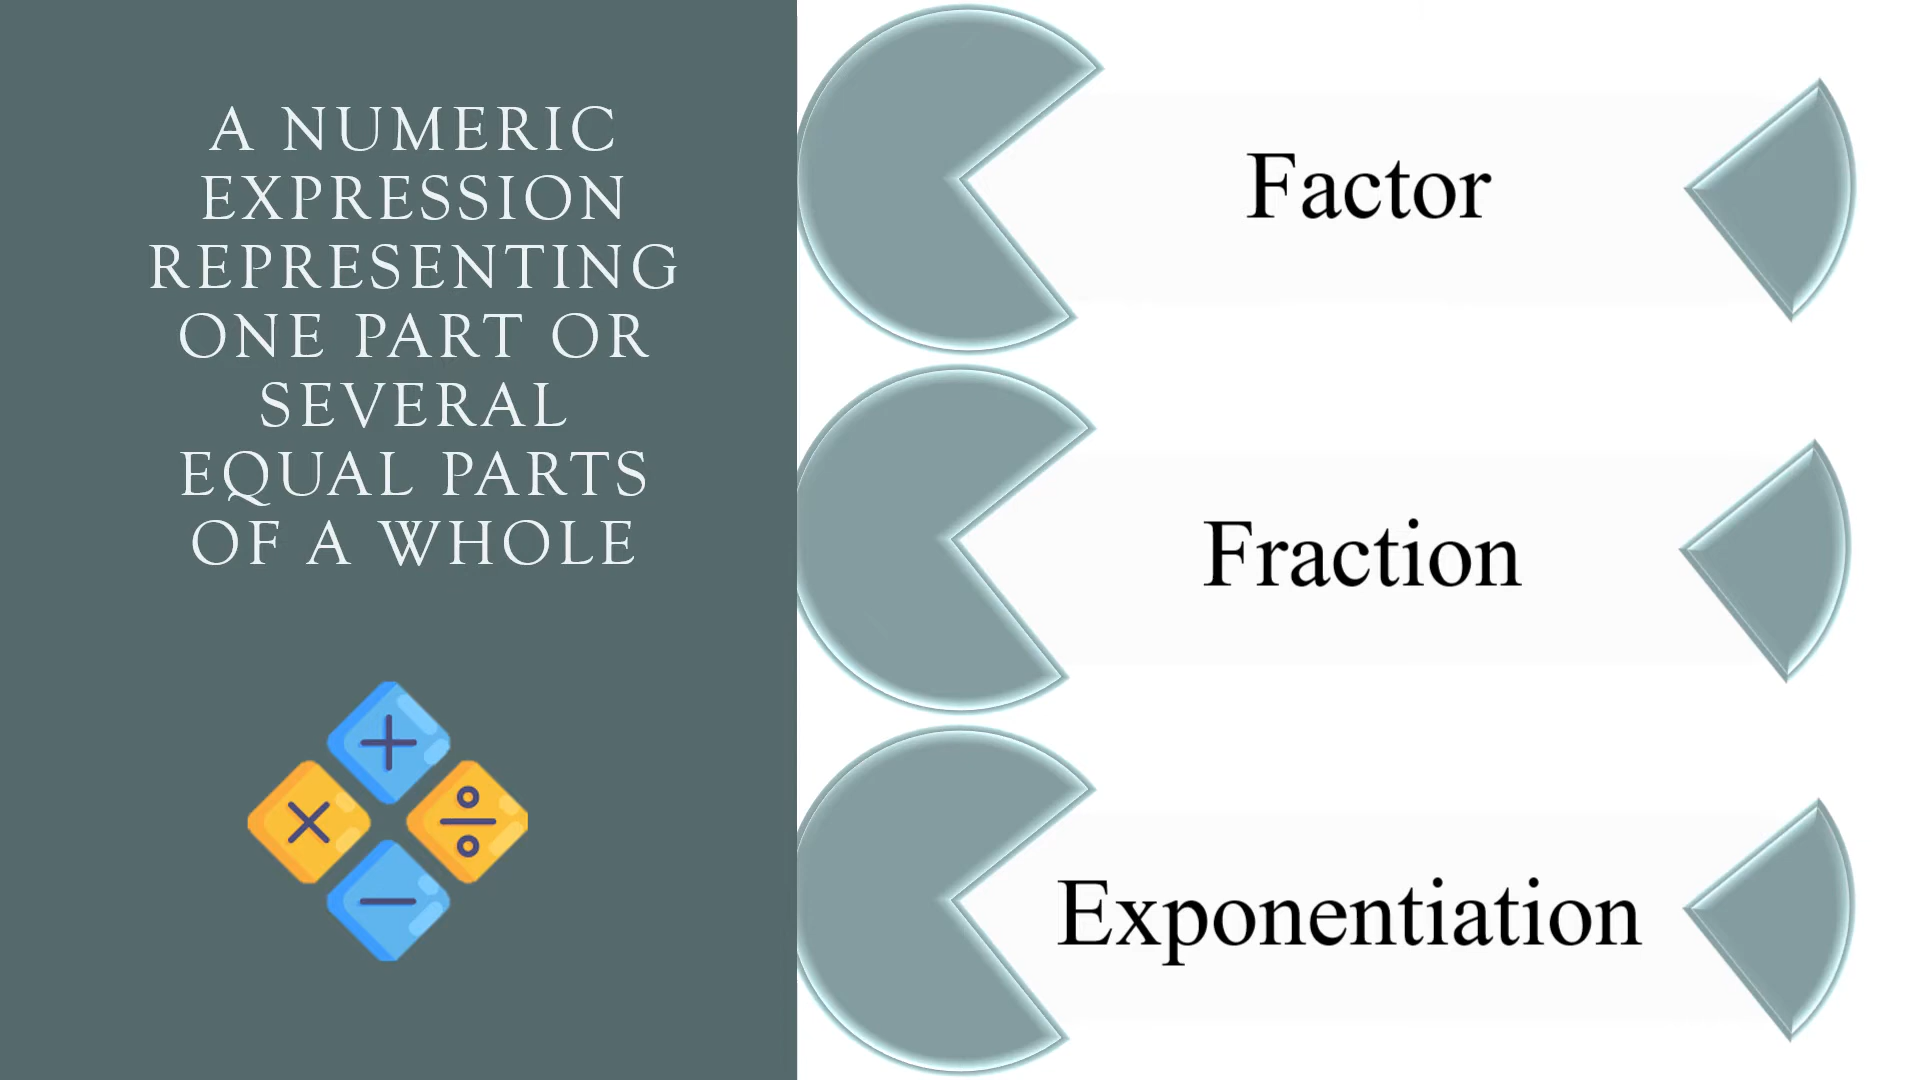 A NUMERIC
EXPRESSION
REPRESENTING
ONE PART OR
SEVERAL
EQUAL PARTS
OF A WHOLE
Factor
Fraction
Exponentiation